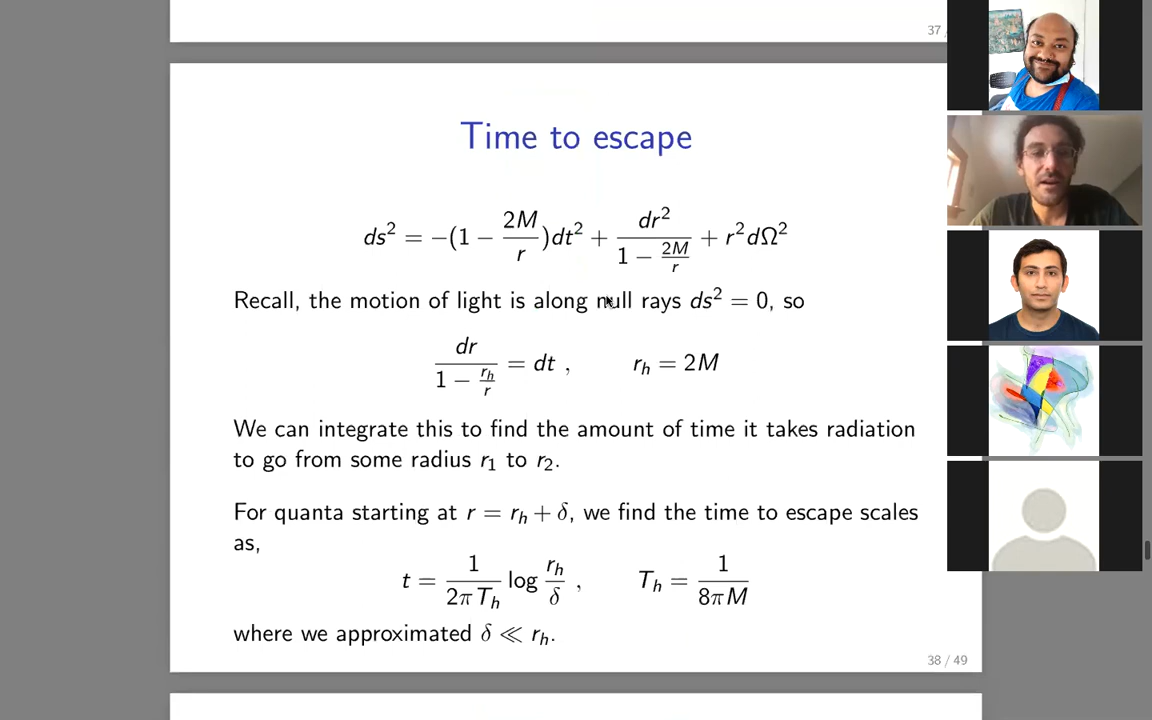 37
Time to escape
ds² = −(1 − 2M/r)dt² + dr²/(1 − 2M/r) + r²dΩ²
Recall, the motion of light is along null rays ds² = 0, so
dr/(1 − r_h/r) = dt , r_h = 2M
We can integrate this to find the amount of time it takes radiation
to go from some radius r₁ to r₂.
For quanta starting at r = r_h + δ, we find the time to escape scales
as,
t = 1/(2πT_h) log r_h/δ , T_h = 1/(8πM)
where we approximated δ ≪ r_h.
38 / 49